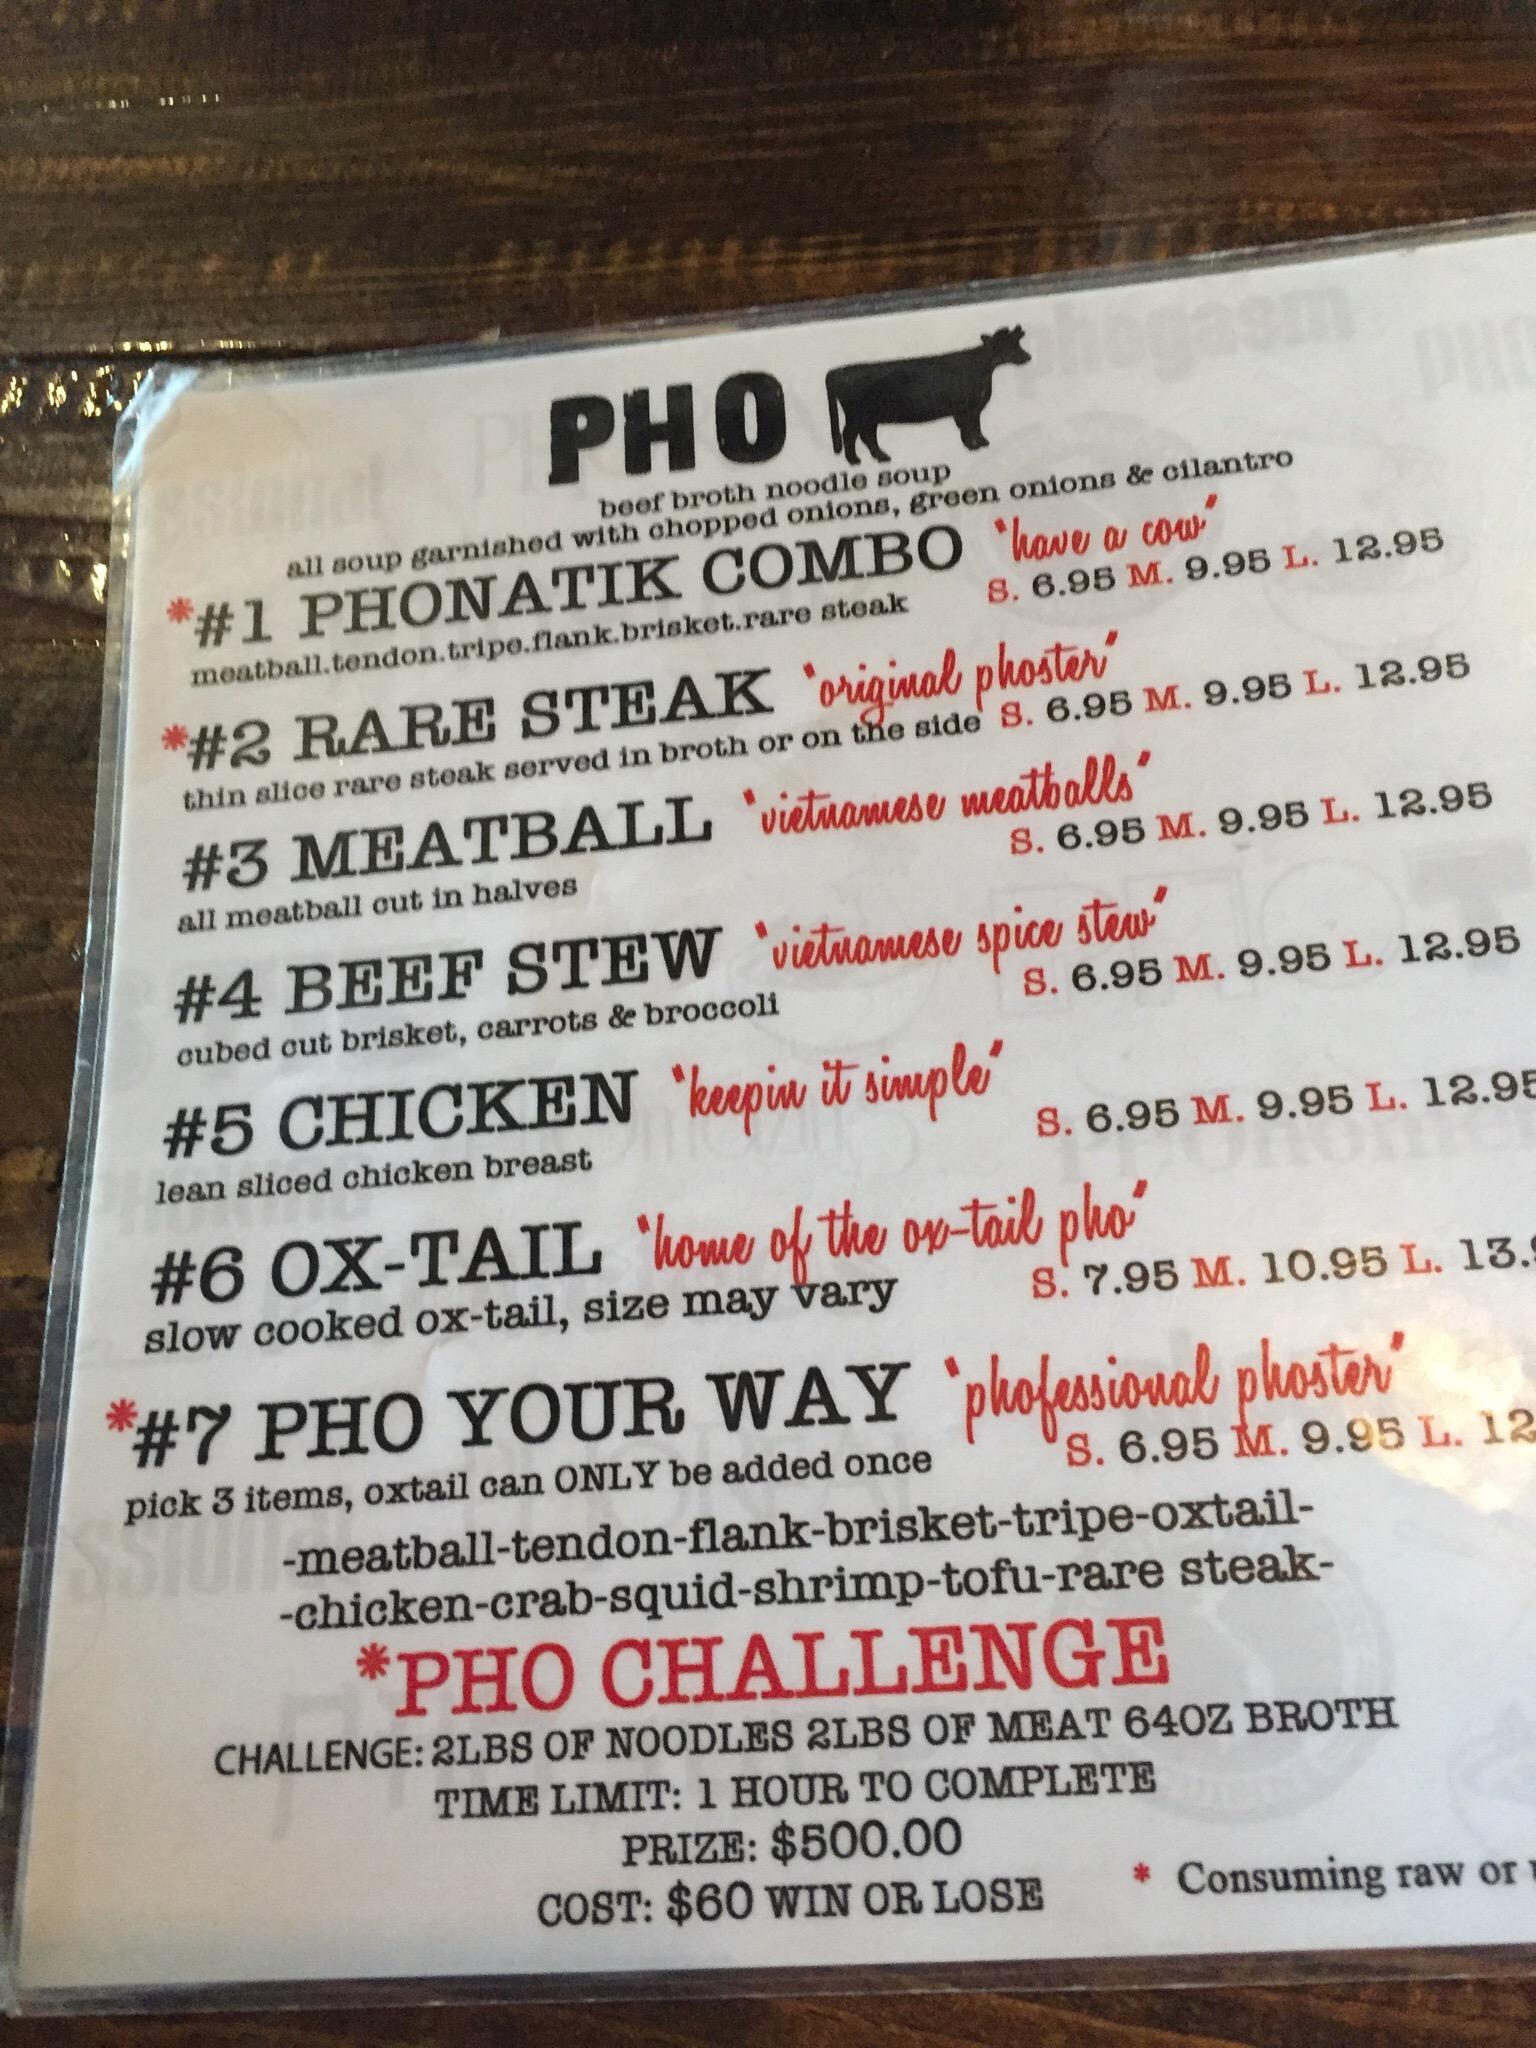 PHO
beef broth noodle soup
all soup garnished with chopped onions, green onions & cilantro
*#1 PHONATIK COMBO "have a cow"
meatball.tendon.tripe.flank.brisket.rare steak S. 6.95 M. 9.95 L. 12.95
*#2 RARE STEAK "original phoster"
thin slice rare steak served in broth or on the side S. 6.95 M. 9.95 L. 12.95
#3 MEATBALL "vietnamese meatballs"
all meatball cut in halves S. 6.95 M. 9.95 L. 12.95
#4 BEEF STEW "vietnamese spice stew"
cubed cut brisket, carrots & broccoli S. 6.95 M. 9.95 L. 12.95
#5 CHICKEN "keepin it simple"
lean sliced chicken breast S. 6.95 M. 9.95 L. 12.95
#6 OX-TAIL "home of the ox-tail pho"
slow cooked ox-tail, size may vary S. 7.95 M. 10.95 L. 13.
*#7 PHO YOUR WAY "phofessional phoster"
pick 3 items, oxtail can ONLY be added once S. 6.95 M. 9.95 L. 12
-meatball-tendon-flank-brisket-tripe-oxtail-
-chicken-crab-squid-shrimp-tofu-rare steak-
*PHO CHALLENGE
CHALLENGE: 2LBS OF NOODLES 2LBS OF MEAT 64OZ BROTH
TIME LIMIT: 1 HOUR TO COMPLETE
PRIZE: $500.00
COST: $60 WIN OR LOSE
* Consuming raw or